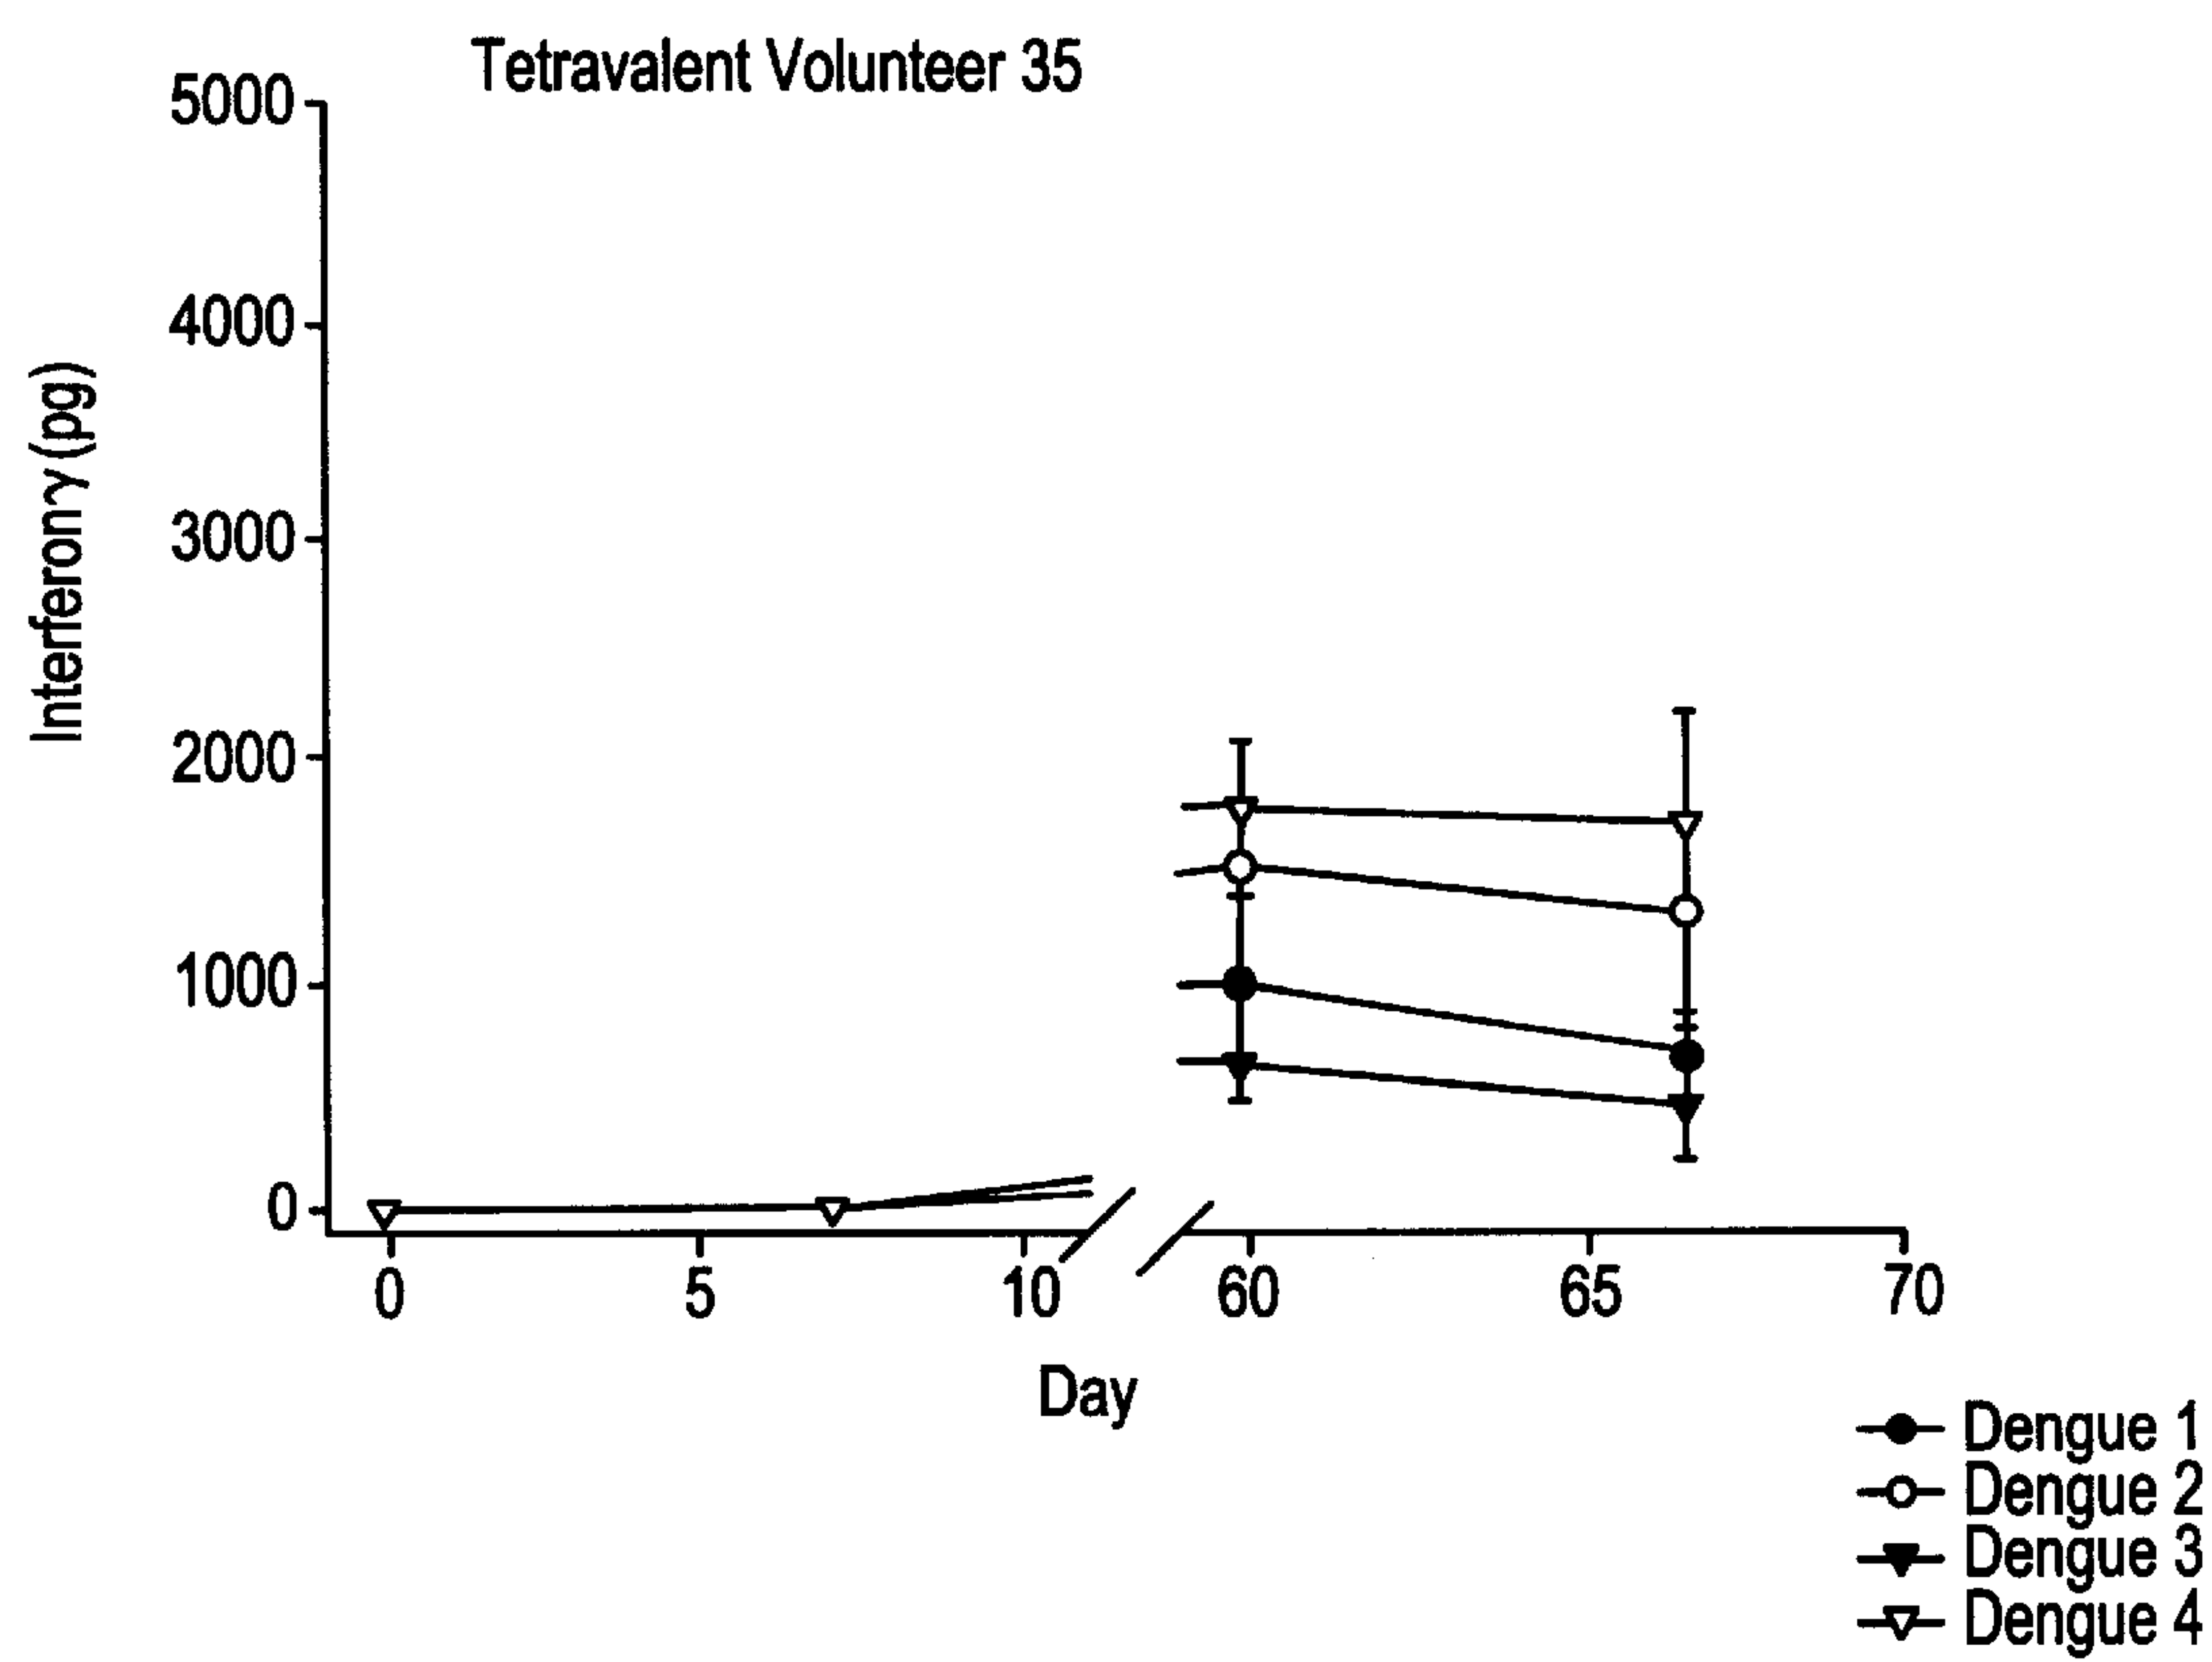 Tetravalent Volunteer 35
5000
4000
3000
2000
1000
0
Interferonγ (pg)
0 5 10 60 65 70
Day
Dengue 1
Dengue 2
Dengue 3
Dengue 4